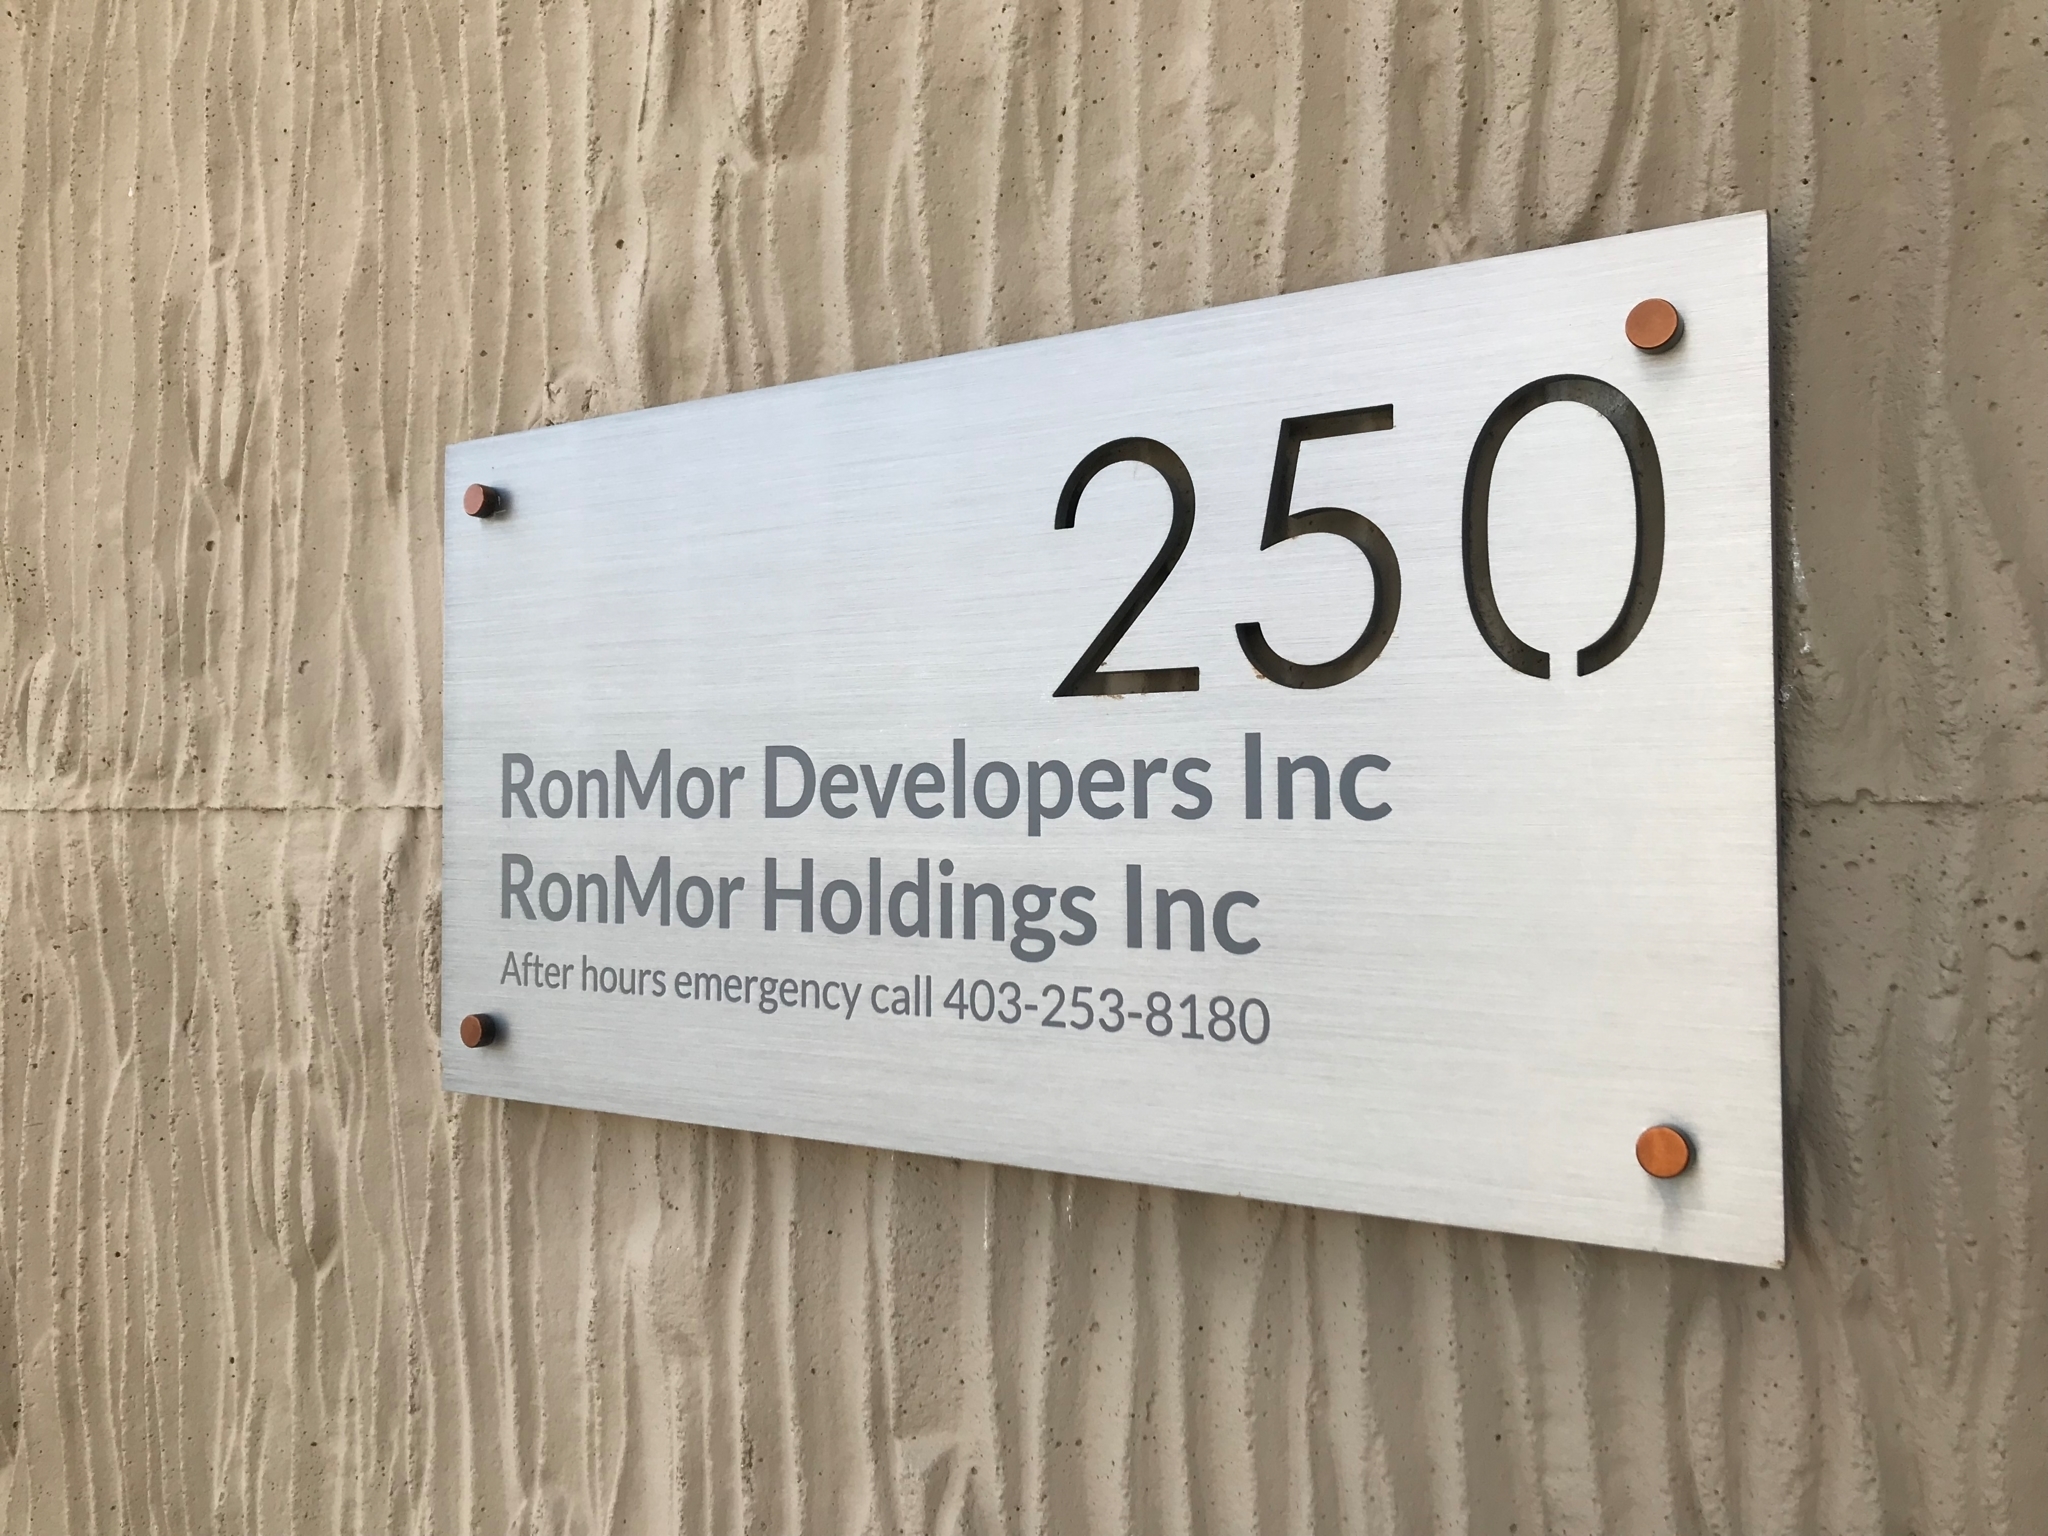 250
RonMor Developers Inc
RonMor Holdings Inc
After hours emergency call 403-253-8180